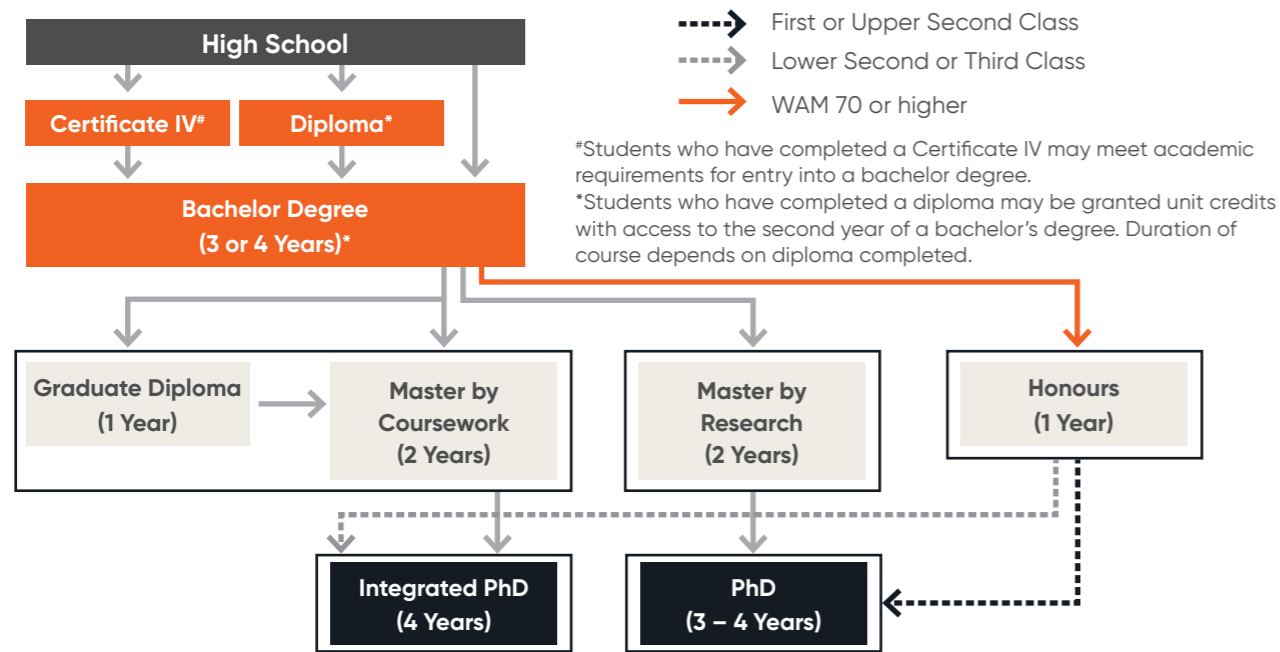 High School
Certificate IV#
Diploma*
Bachelor Degree
(3 or 4 Years)*
First or Upper Second Class
Lower Second or Third Class
WAM 70 or higher
#Students who have completed a Certificate IV may meet academic
requirements for entry into a bachelor degree.
*Students who have completed a diploma may be granted unit credits
with access to the second year of a bachelor’s degree. Duration of
course depends on diploma completed.
Graduate Diploma
(1 Year)
Master by
Coursework
(2 Years)
Master by
Research
(2 Years)
Honours
(1 Year)
Integrated PhD
(4 Years)
PhD
(3 – 4 Years)